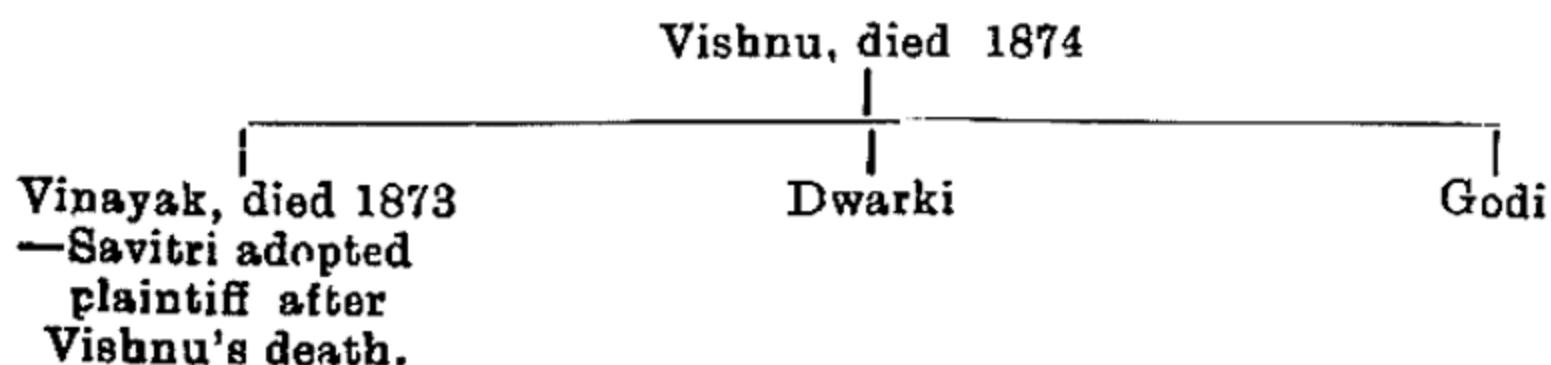 Vishnu, died 1874
Vinayak, died 1873 Dwarki Godi
—Savitri adopted
plaintiff after
Vishnu's death.